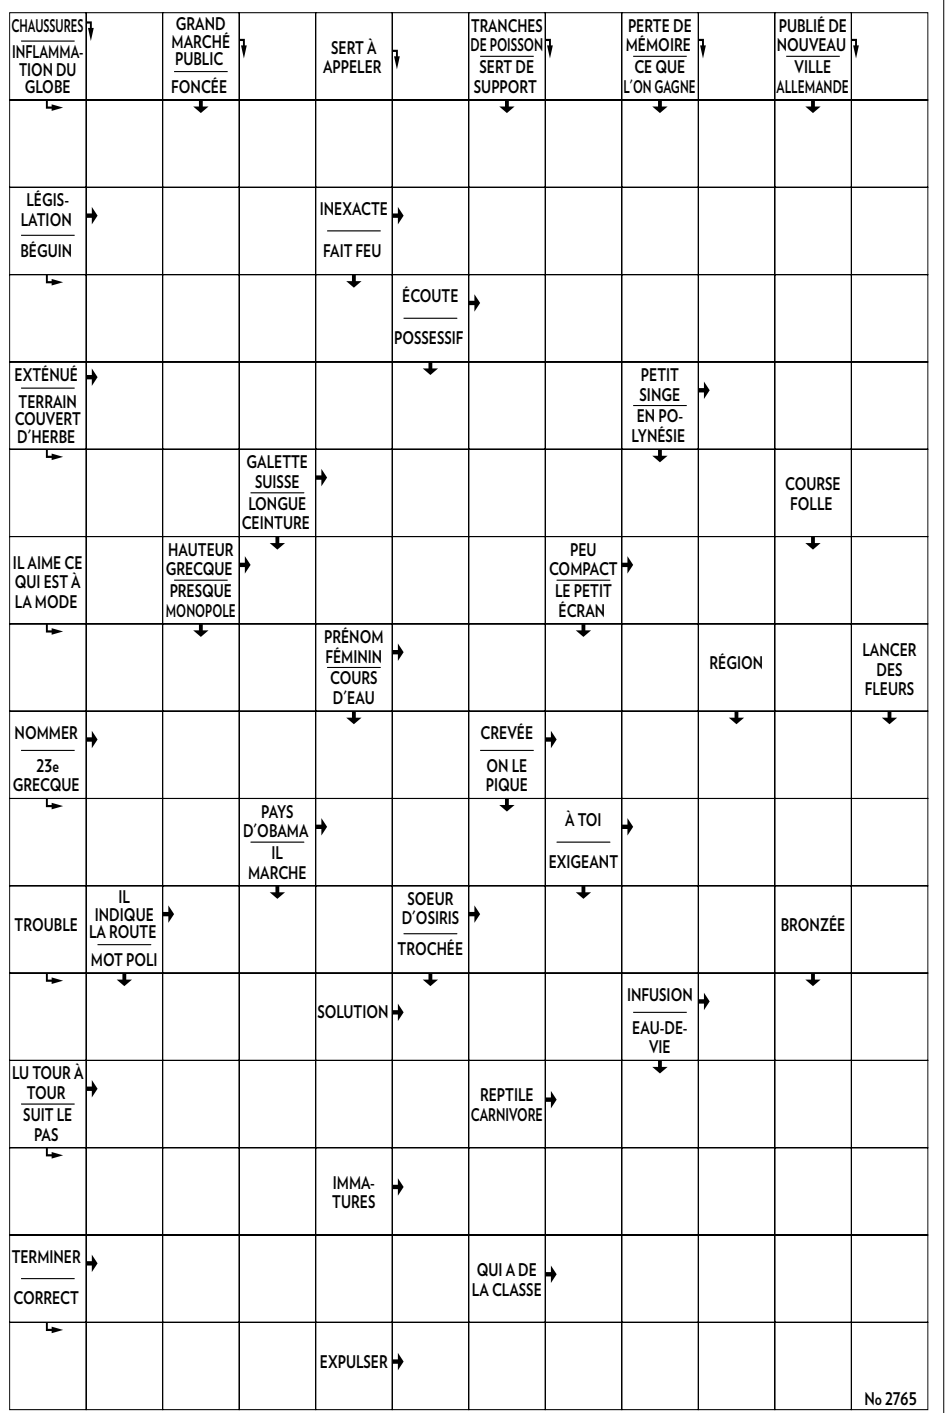 CHAUSSURES
INFLAMMA-
TION DU
GLOBE
GRAND
MARCHÉ
PUBLIC
FONCÉE
SERT À
APPELER
TRANCHES
DE POISSON
SERT DE
SUPPORT
PERTE DE
MÉMOIRE
CE QUE
L'ON GAGNE
PUBLIÉ DE
NOUVEAU
VILLE
ALLEMANDE
LÉGIS-
LATION
BÉGUIN
INEXACTE
FAIT FEU
ÉCOUTE
POSSESSIF
EXTÉNUÉ
TERRAIN
COUVERT
D'HERBE
PETIT
SINGE
EN PO-
LYNÉSIE
GALETTE
SUISSE
LONGUE
CEINTURE
COURSE
FOLLE
IL AIME CE
QUI EST À
LA MODE
HAUTEUR
GRECQUE
PRESQUE
MONOPOLE
PEU
COMPACT
LE PETIT
ÉCRAN
PRÉNOM
FÉMININ
COURS
D'EAU
RÉGION
LANCER
DES
FLEURS
NOMMER
23e
GRECQUE
CREVÉE
ON LE
PIQUE
PAYS
D'OBAMA
IL
MARCHE
À TOI
EXIGEANT
TROUBLE
IL
INDIQUE
LA ROUTE
MOT POLI
SOEUR
D'OSIRIS
TROCHÉE
BRONZÉE
SOLUTION
INFUSION
EAU-DE-
VIE
LU TOUR À
TOUR
SUIT LE
PAS
REPTILE
CARNIVORE
IMMA-
TURES
TERMINER
CORRECT
QUI A DE
LA CLASSE
EXPULSER
No 2765